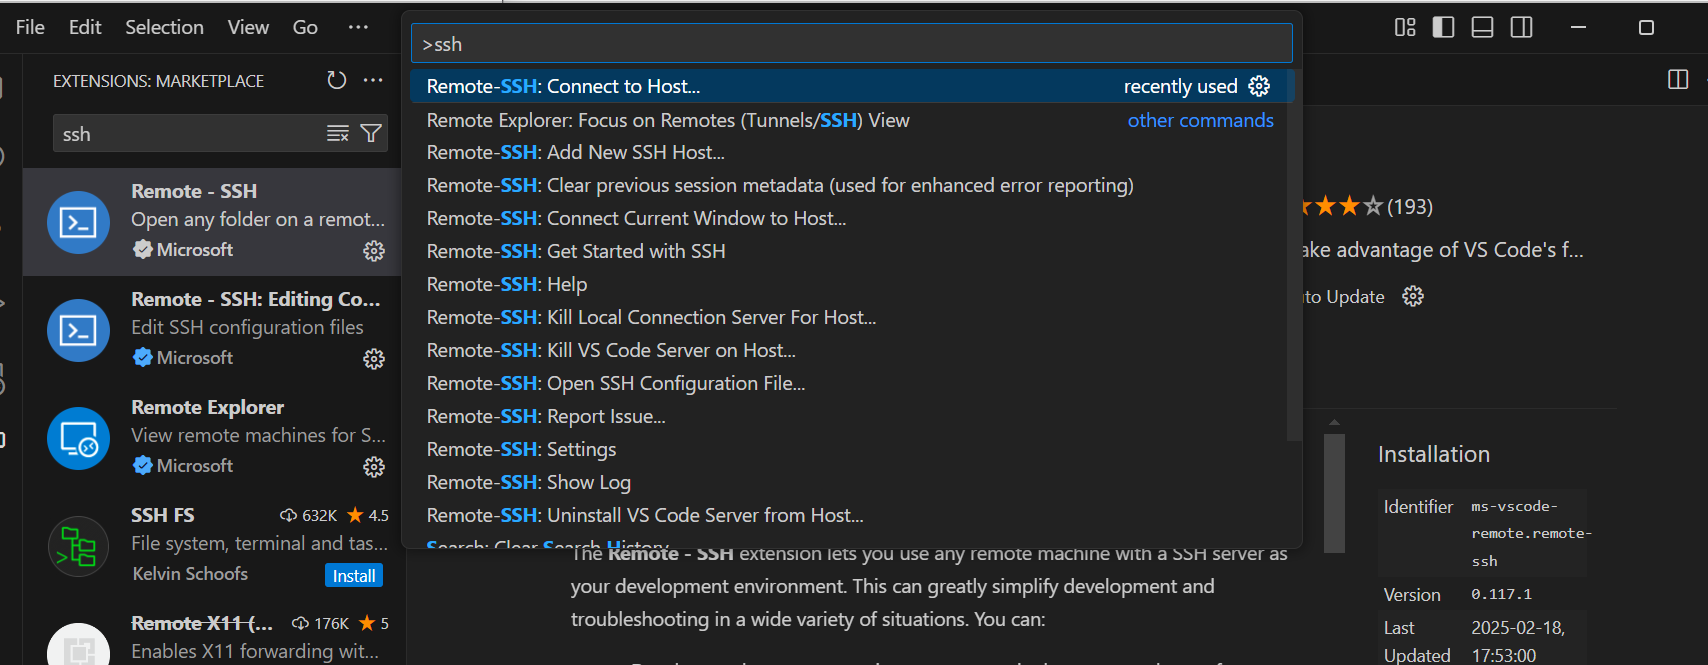 File Edit Selection View Go ...
>ssh
EXTENSIONS: MARKETPLACE
ssh
Remote - SSH
Open any folder on a remot...
Microsoft
Remote - SSH: Editing Co...
Edit SSH configuration files
Microsoft
Remote Explorer
View remote machines for S...
Microsoft
SSH FS 632K 4.5
File system, terminal and tas...
Kelvin Schoofs Install
Remote X11 (... 176K 5
Enables X11 forwarding wit...
Remote-SSH: Connect to Host... recently used
Remote Explorer: Focus on Remotes (Tunnels/SSH) View other commands
Remote-SSH: Add New SSH Host...
Remote-SSH: Clear previous session metadata (used for enhanced error reporting)
Remote-SSH: Connect Current Window to Host...
Remote-SSH: Get Started with SSH
Remote-SSH: Help
Remote-SSH: Kill Local Connection Server For Host...
Remote-SSH: Kill VS Code Server on Host...
Remote-SSH: Open SSH Configuration File...
Remote-SSH: Report Issue...
Remote-SSH: Settings
Remote-SSH: Show Log
Remote-SSH: Uninstall VS Code Server from Host...
Search: Clear Search History
(193)
ake advantage of VS Code's f...
to Update
The Remote - SSH extension lets you use any remote machine with a SSH server as
your development environment. This can greatly simplify development and
troubleshooting in a wide variety of situations. You can:
Installation
Identifier ms-vscode-
remote.remote-
ssh
Version 0.117.1
Last 2025-02-18,
Updated 17:53:00